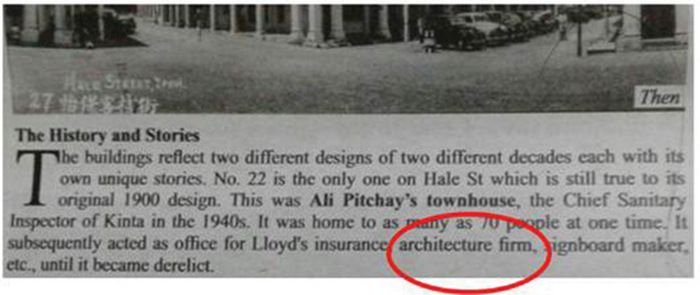 HALE STREET, IPOH.
27 怡保客街
Then
The History and Stories
The buildings reflect two different designs of two different decades each with its
own unique stories. No. 22 is the only one on Hale St which is still true to its
original 1900 design. This was Ali Pitchay's townhouse, the Chief Sanitary
Inspector of Kinta in the 1940s. It was home to as many as 70 people at one time. It
subsequently acted as office for Lloyd's insurance, architecture firm, signboard maker,
etc., until it became derelict.